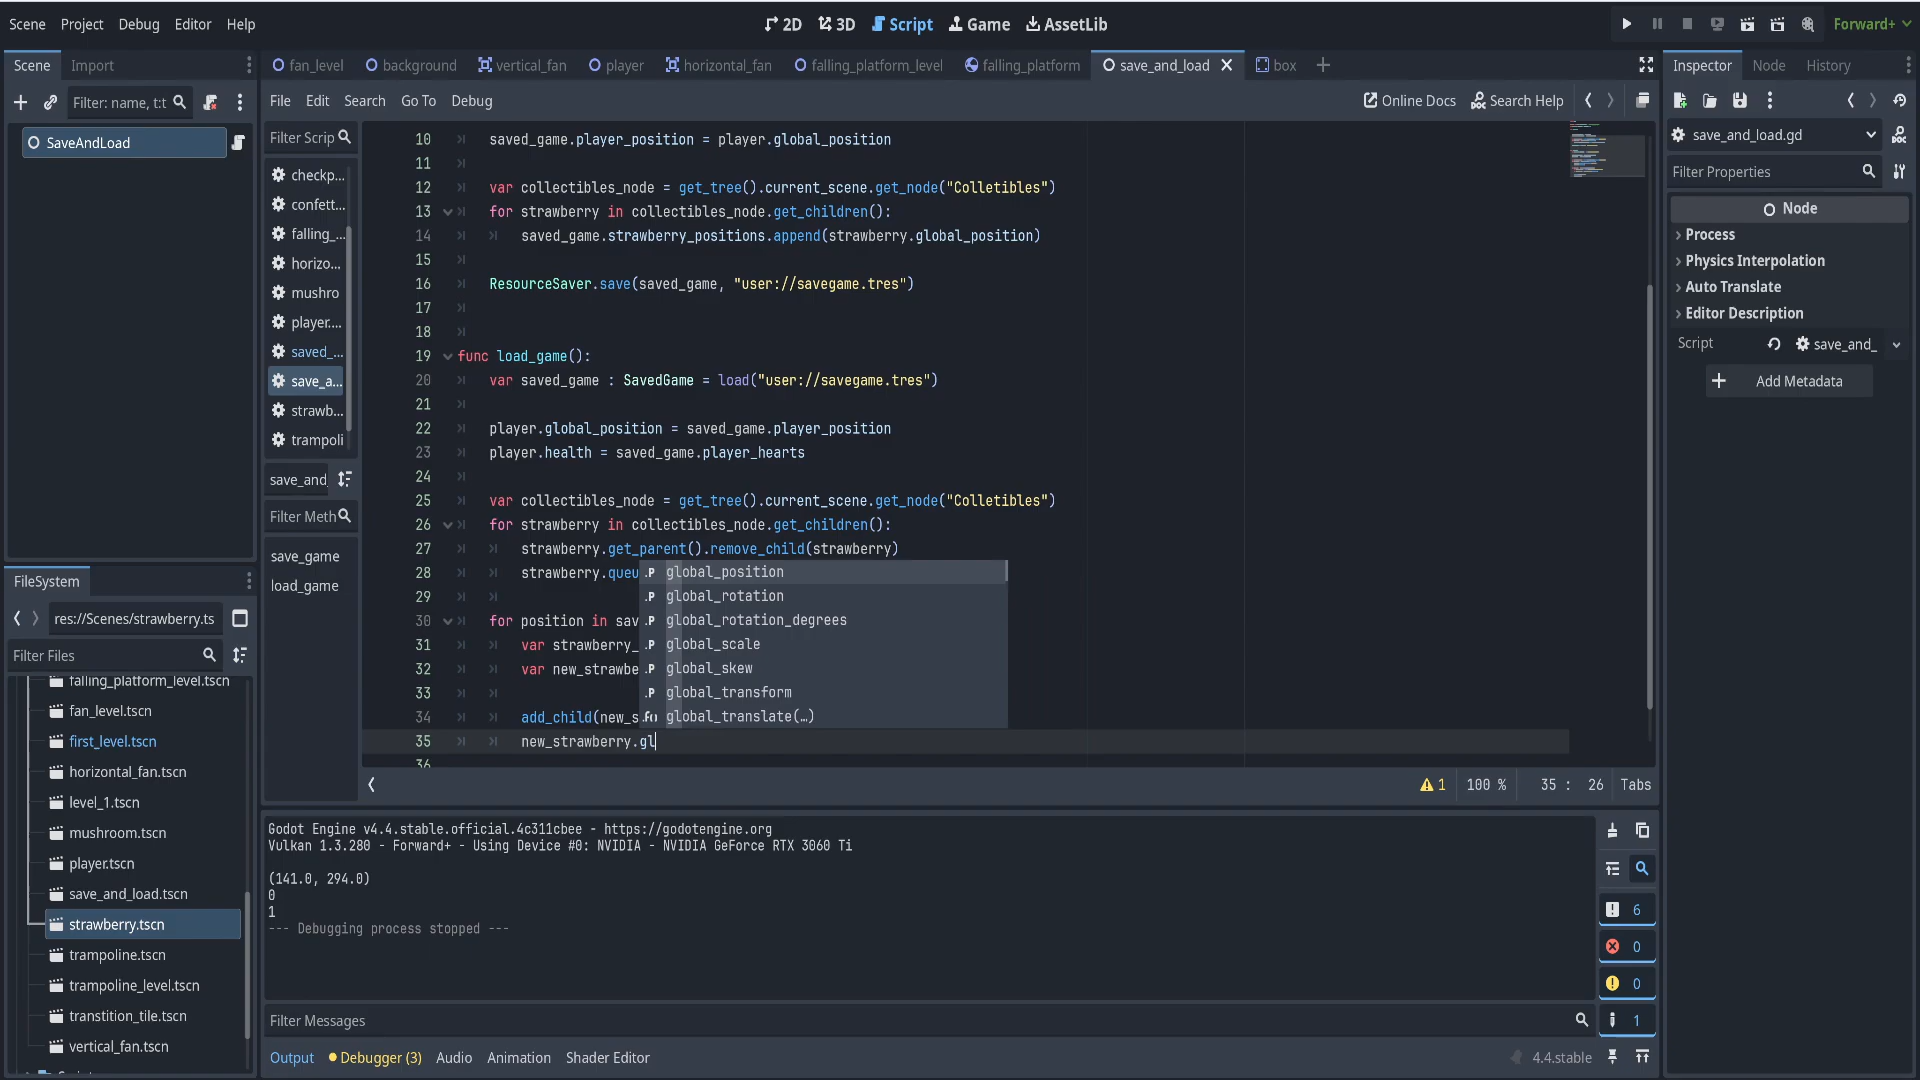 Scene Project Debug Editor Help
2D 3D Script Game AssetLib
Forward+
Scene Import
fan_level background vertical_fan player horizontal_fan falling_platform_level falling_platform save_and_load box
Inspector Node History
Filter: name, t:t
File Edit Search Go To Debug
Online Docs Search Help
SaveAndLoad
Filter Scrip
checkp...
confett...
falling_...
horizo...
mushro
player....
saved_...
save_a...
strawb...
trampoli
save_and_
Filter Meth
save_game
load_game
10 saved_game.player_position = player.global_position
11
12 var collectibles_node = get_tree().current_scene.get_node("Colletibles")
13 for strawberry in collectibles_node.get_children():
14 saved_game.strawberry_positions.append(strawberry.global_position)
15
16 ResourceSaver.save(saved_game, "user://savegame.tres")
17
18
19 func load_game():
20 var saved_game : SavedGame = load("user://savegame.tres")
21
22 player.global_position = saved_game.player_position
23 player.health = saved_game.player_hearts
24
25 var collectibles_node = get_tree().current_scene.get_node("Colletibles")
26 for strawberry in collectibles_node.get_children():
27 strawberry.get_parent().remove_child(strawberry)
28 strawberry.queu
29
30 for position in sav
31 var strawberry_
32 var new_strawbe
33
34 add_child(new_s
35 new_strawberry.gl
36
.P global_position
.P global_rotation
.P global_rotation_degrees
.P global_scale
.P global_skew
.P global_transform
global_translate(…)
1 100 % 35 : 26 Tabs
save_and_load.gd
Filter Properties
Node
Process
Physics Interpolation
Auto Translate
Editor Description
Script save_and_
Add Metadata
FileSystem
res://Scenes/strawberry.ts
Filter Files
falling_platform_level.tscn
fan_level.tscn
first_level.tscn
horizontal_fan.tscn
level_1.tscn
mushroom.tscn
player.tscn
save_and_load.tscn
strawberry.tscn
trampoline.tscn
trampoline_level.tscn
transtition_tile.tscn
vertical_fan.tscn
Godot Engine v4.4.stable.official.4c311cbee - https://godotengine.org
Vulkan 1.3.280 - Forward+ - Using Device #0: NVIDIA - NVIDIA GeForce RTX 3060 Ti
(141.0, 294.0)
0
1
--- Debugging process stopped ---
6
0
0
1
Filter Messages
Output Debugger (3) Audio Animation Shader Editor
4.4.stable